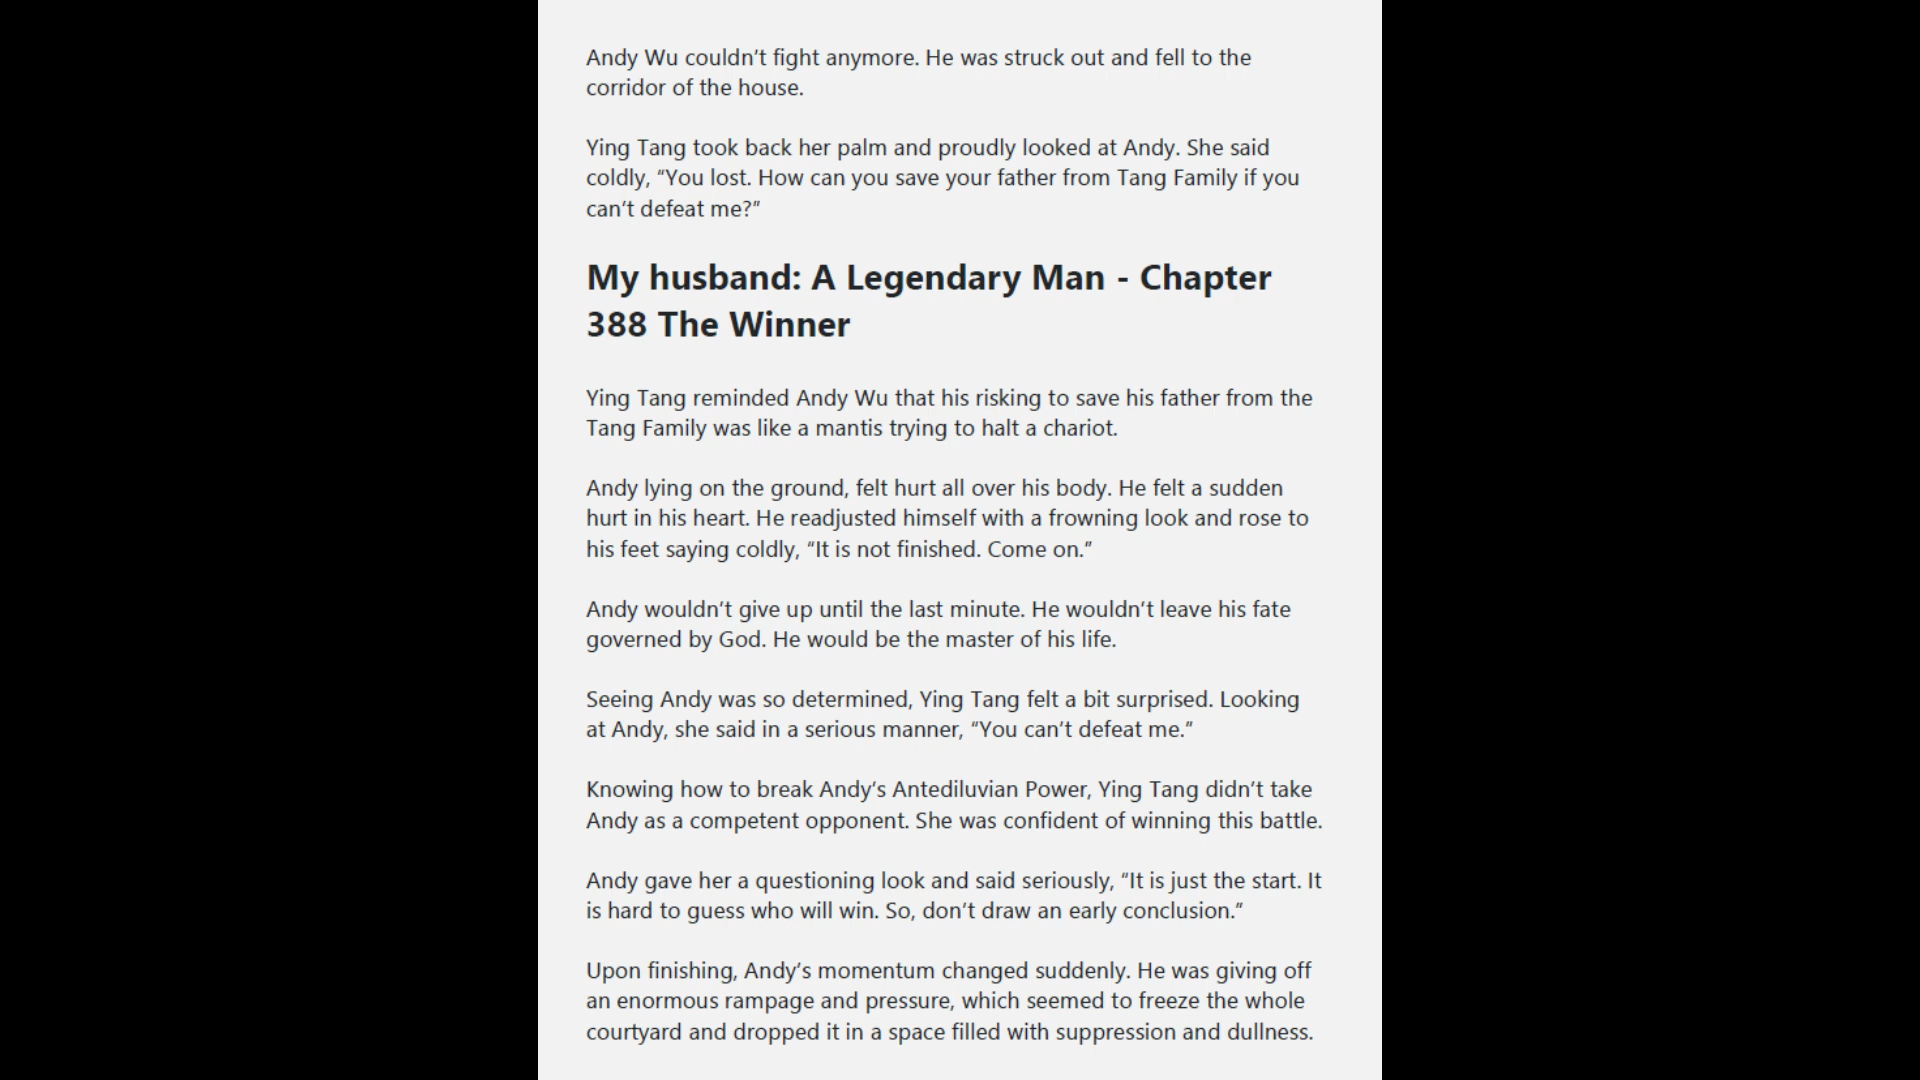 Andy Wu couldn’t fight anymore. He was struck out and fell to the
corridor of the house.
Ying Tang took back her palm and proudly looked at Andy. She said
coldly, “You lost. How can you save your father from Tang Family if you
can’t defeat me?”
My husband: A Legendary Man - Chapter
388 The Winner
Ying Tang reminded Andy Wu that his risking to save his father from the
Tang Family was like a mantis trying to halt a chariot.
Andy lying on the ground, felt hurt all over his body. He felt a sudden
hurt in his heart. He readjusted himself with a frowning look and rose to
his feet saying coldly, “It is not finished. Come on.”
Andy wouldn’t give up until the last minute. He wouldn’t leave his fate
governed by God. He would be the master of his life.
Seeing Andy was so determined, Ying Tang felt a bit surprised. Looking
at Andy, she said in a serious manner, “You can’t defeat me.”
Knowing how to break Andy’s Antediluvian Power, Ying Tang didn’t take
Andy as a competent opponent. She was confident of winning this battle.
Andy gave her a questioning look and said seriously, “It is just the start. It
is hard to guess who will win. So, don’t draw an early conclusion.”
Upon finishing, Andy’s momentum changed suddenly. He was giving off
an enormous rampage and pressure, which seemed to freeze the whole
courtyard and dropped it in a space filled with suppression and dullness.